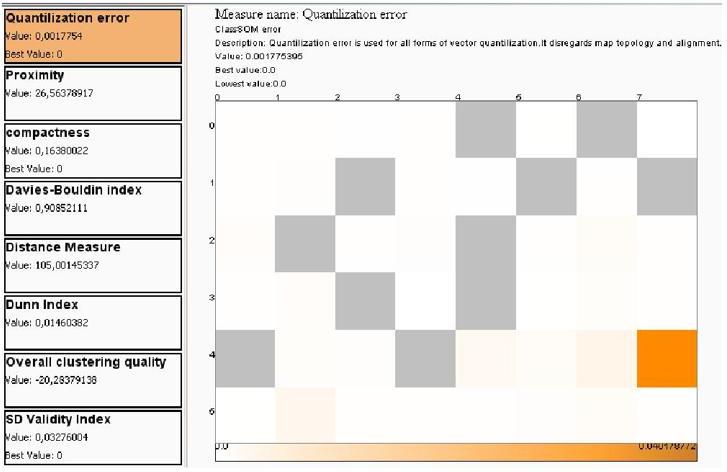 Quantilization error
Value: 0,0017754
Best Value: 0
Proximity
Value: 26,56378917
compactness
Value: 0,16380022
Best Value: 0
Davies-Bouldin index
Value: 0,90852111
Distance Measure
Value: 105,00145337
Dunn Index
Value: 0,01460382
Overall clustering quality
Value: -20,28379138
SD Validity Index
Value: 0,03276004
Best Value: 0
Measure name: Quantilization error
ClassSOM error
Description: Quantilization error is used for all forms of vector quantilization.It disregards map topology and alignment.
Value: 0.001775395
Best value:0.0
Lowest value:0.0
0 1 2 3 4 5 6 7
0
1
2
3
4
5
0.0 0.040178772